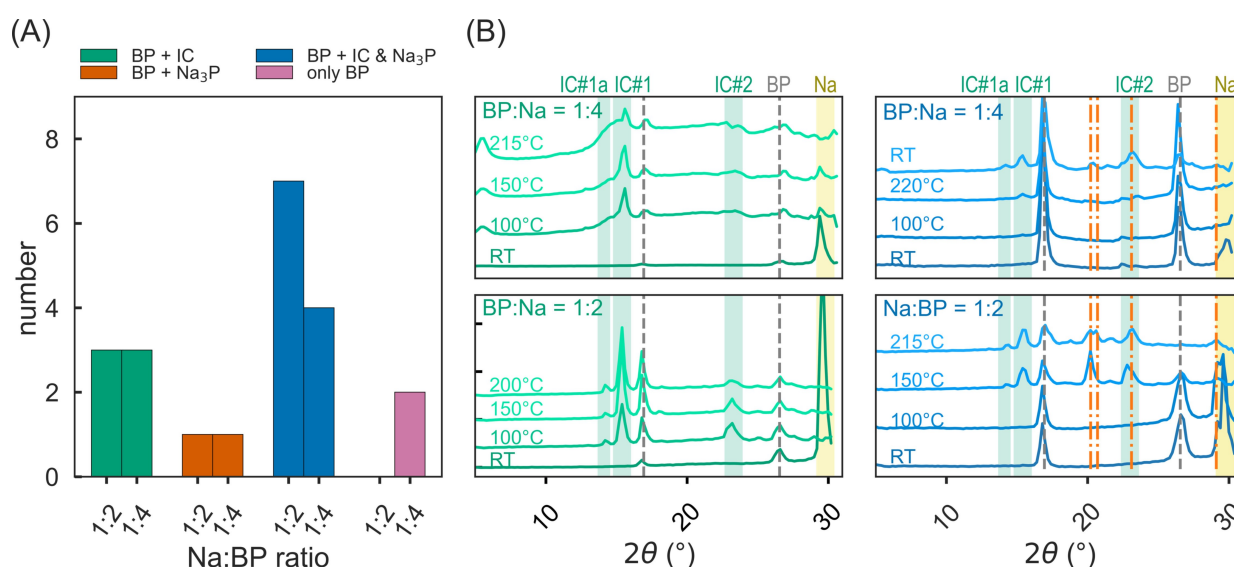 (A)
BP + IC
BP + Na₃P
BP + IC & Na₃P
only BP
number
8
6
4
2
0
1:2
1:4
1:2
1:4
1:2
1:4
1:2
1:4
Na:BP ratio
(B)
IC#1a IC#1 IC#2 BP Na
BP:Na = 1:4
215°C
150°C
100°C
RT
BP:Na = 1:2
200°C
150°C
100°C
RT
10 20 30
2θ (°)
IC#1a IC#1 IC#2 BP Na
BP:Na = 1:4
RT
220°C
100°C
RT
Na:BP = 1:2
215°C
150°C
100°C
RT
10 20 30
2θ (°)